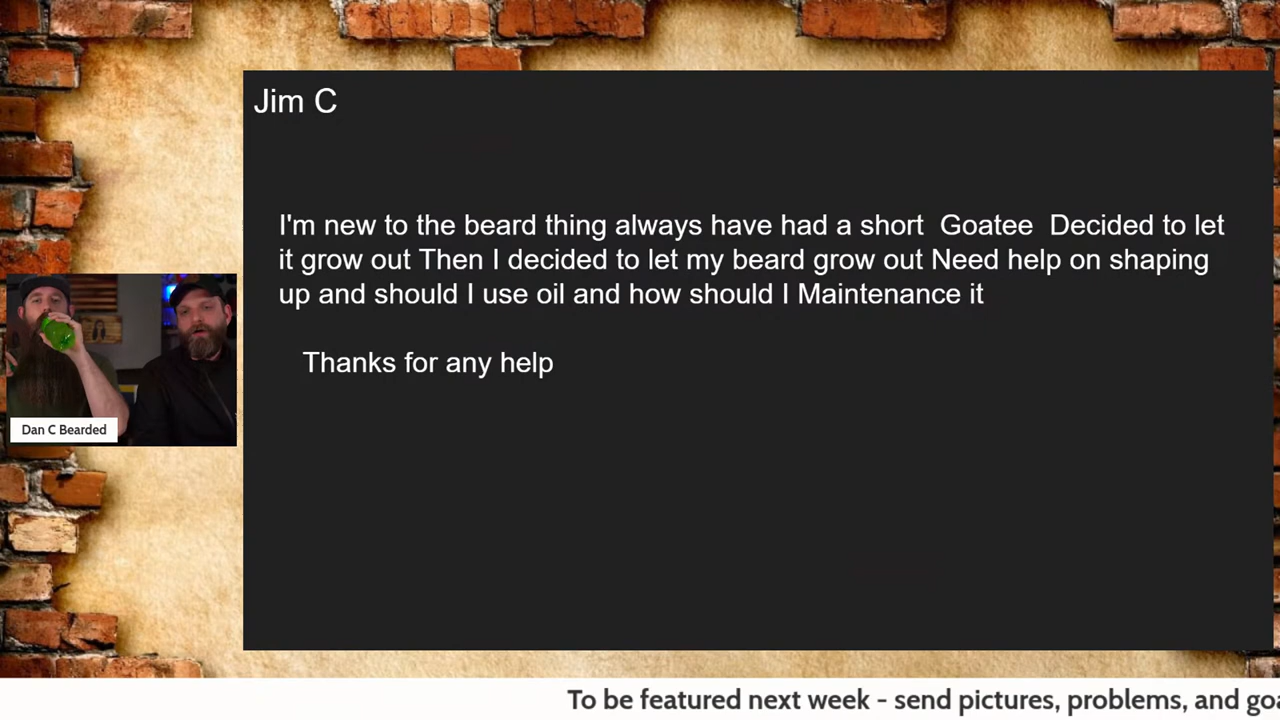 Jim C
I'm new to the beard thing always have had a short  Goatee  Decided to let
it grow out Then I decided to let my beard grow out Need help on shaping
up and should I use oil and how should I Maintenance it
Thanks for any help
Dan C Bearded
To be featured next week - send pictures, problems, and